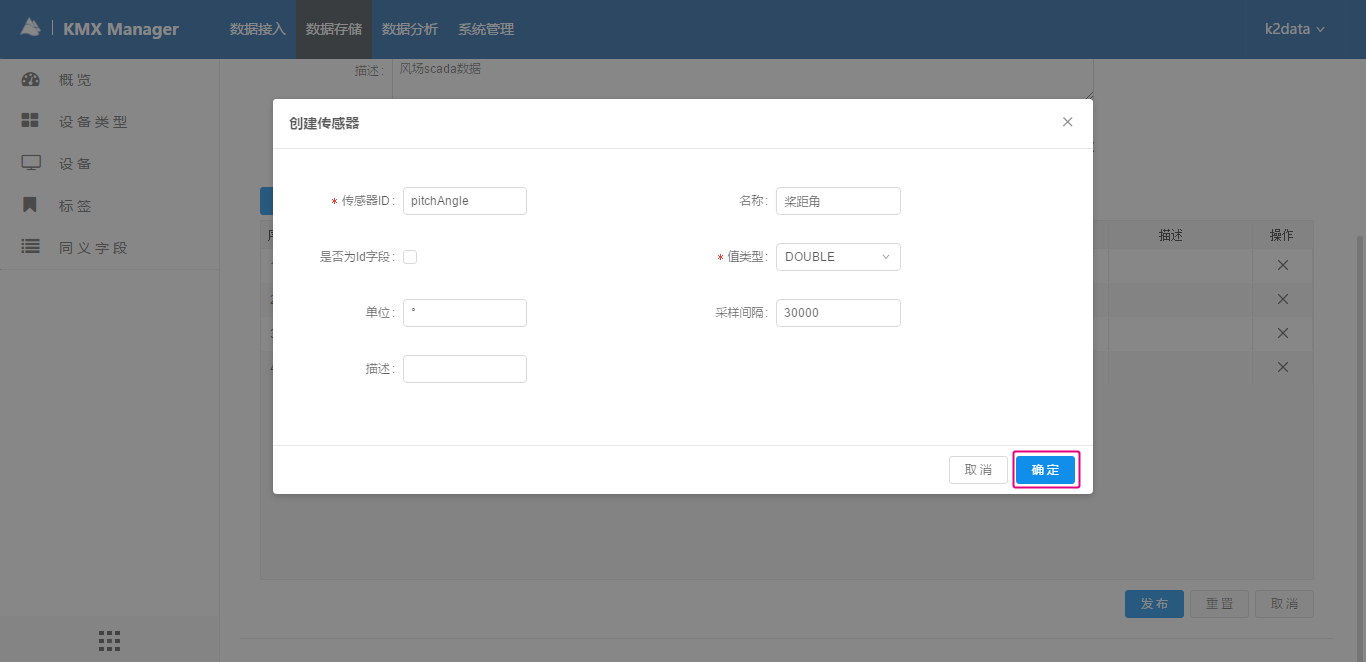 KMX Manager 数据接入 数据存储 数据分析 系统管理 k2data
概览
设备类型
设备
标签
同义字段
描述: 风场scada数据
创建传感器
* 传感器ID: pitchAngle 名称: 桨距角
是否为Id字段: * 值类型: DOUBLE
单位: ° 采样间隔: 30000
描述:
取消 确定
描述 操作
发布 重置 取消